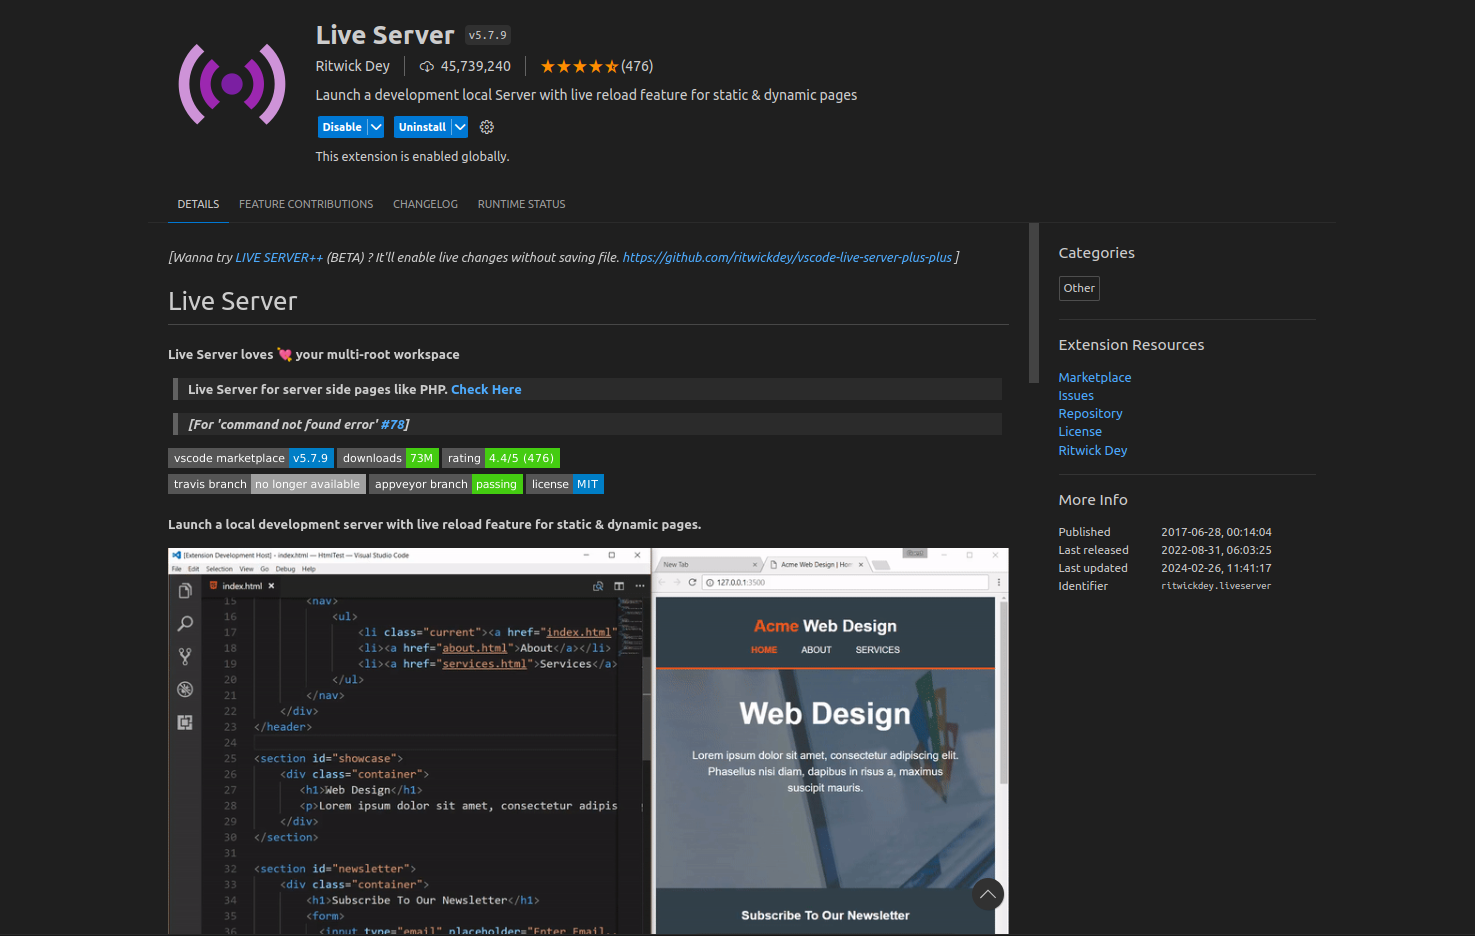 Live Server v5.7.9
Ritwick Dey 45,739,240 (476)
Launch a development local Server with live reload feature for static & dynamic pages
Disable Uninstall
This extension is enabled globally.
DETAILS FEATURE CONTRIBUTIONS CHANGELOG RUNTIME STATUS
[Wanna try LIVE SERVER++ (BETA) ? It'll enable live changes without saving file. https://github.com/ritwickdey/vscode-live-server-plus-plus ]
Live Server
Live Server loves 💘 your multi-root workspace
Live Server for server side pages like PHP. Check Here
[For 'command not found error' #78]
vscode marketplace v5.7.9 downloads 73M rating 4.4/5 (476)
travis branch no longer available appveyor branch passing license MIT
Launch a local development server with live reload feature for static & dynamic pages.
[Extension Development Host] - index.html — HtmlTest — Visual Studio Code
File Edit Selection View Go Debug Help
index.html
15 <nav>
16 <ul>
17 <li class="current"><a href="index.html"
18 <li><a href="about.html">About</a></li>
19 <li><a href="services.html">Services</a>
20 </ul>
21 </nav>
22 </div>
23 </header>
24
25 <section id="showcase">
26 <div class="container">
27 <h1>Web Design</h1>
28 <p>Lorem ipsum dolor sit amet, consectetur adipis
29 </div>
30 </section>
31
32 <section id="newsletter">
33 <div class="container">
34 <h1>Subscribe To Our Newsletter</h1>
35 <form>
36 <input type="email" placeholder="Enter Email..
New Tab Acme Web Design | Hom
127.0.0.1:3500
Acme Web Design
HOME ABOUT SERVICES
Web Design
Lorem ipsum dolor sit amet, consectetur adipiscing elit.
Phasellus nisi diam, dapibus in risus a, maximus
suscipit mauris.
Subscribe To Our Newsletter
Categories
Other
Extension Resources
Marketplace
Issues
Repository
License
Ritwick Dey
More Info
Published 2017-06-28, 00:14:04
Last released 2022-08-31, 06:03:25
Last updated 2024-02-26, 11:41:17
Identifier ritwickdey.liveserver